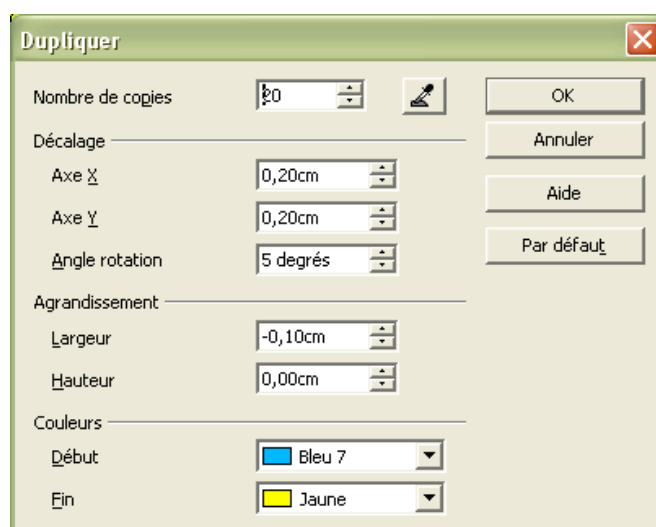 Dupliquer
Nombre de copies 20 OK
Décalage Annuler
Axe X 0,20cm Aide
Axe Y 0,20cm
Angle rotation 5 degrés Par défaut
Agrandissement
Largeur -0,10cm
Hauteur 0,00cm
Couleurs
Début Bleu 7
Fin Jaune